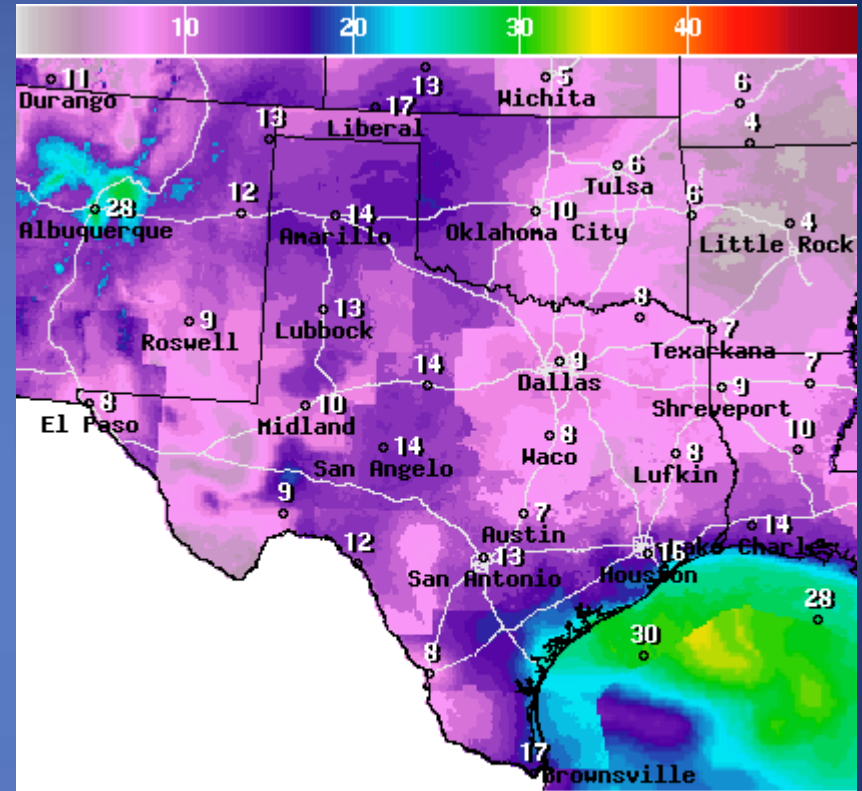 10 20 30 40
11
Durango
13
5
Wichita
6
17
Liberal
13
4
6
Tulsa
28
Albuquerque
12
14
Amarillo
10
Oklahoma City
6
4
Little Rock
9
Roswell
13
Lubbock
8
7
Texarkana
14
9
Dallas
9
Shreveport
7
8
El Paso
10
Midland
14
San Angelo
8
Waco
8
Lufkin
10
9
7
Austin
14
Lake Charles
12
13
San Antonio
16
Houston
8
30
28
17
Brownsville